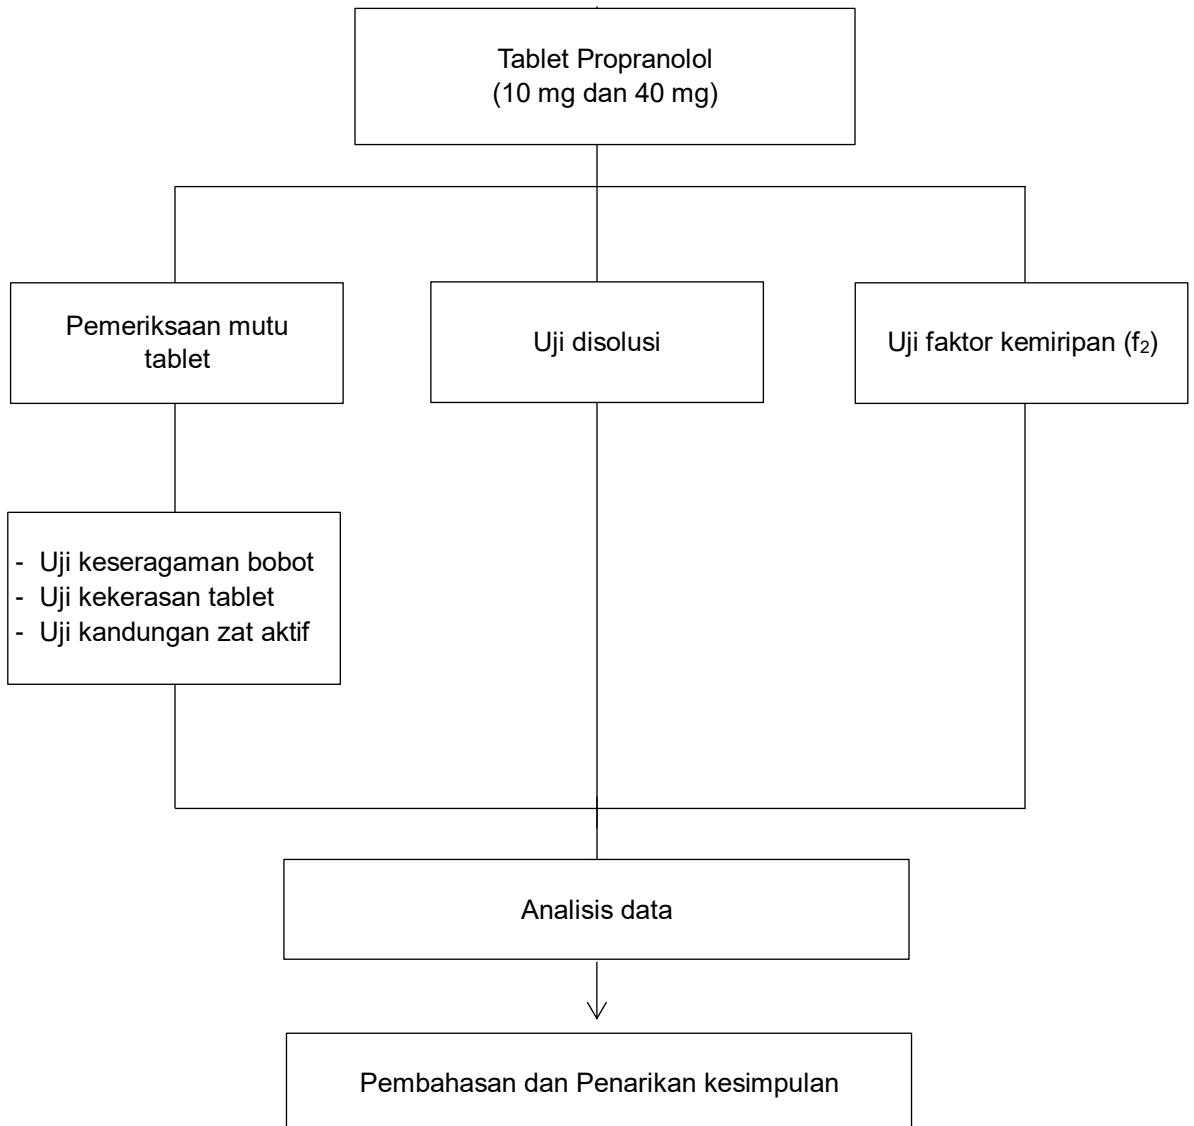 Tablet Propranolol
(10 mg dan 40 mg)
Pemeriksaan mutu
tablet
Uji disolusi
Uji faktor kemiripan (f₂)
- Uji keseragaman bobot
- Uji kekerasan tablet
- Uji kandungan zat aktif
Analisis data
Pembahasan dan Penarikan kesimpulan